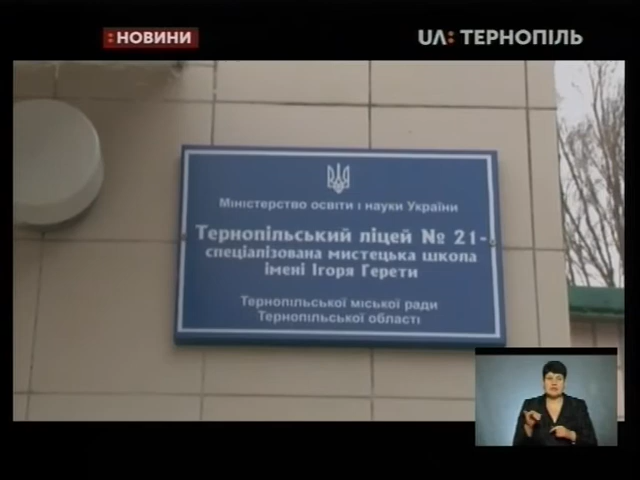 :НОВИНИ
UA: ТЕРНОПІЛЬ
Міністерство освіти і науки України
Тернопільський ліцей № 21-
спеціалізована мистецька школа
імені Ігоря Герети
Тернопільської міської ради
Тернопільської області